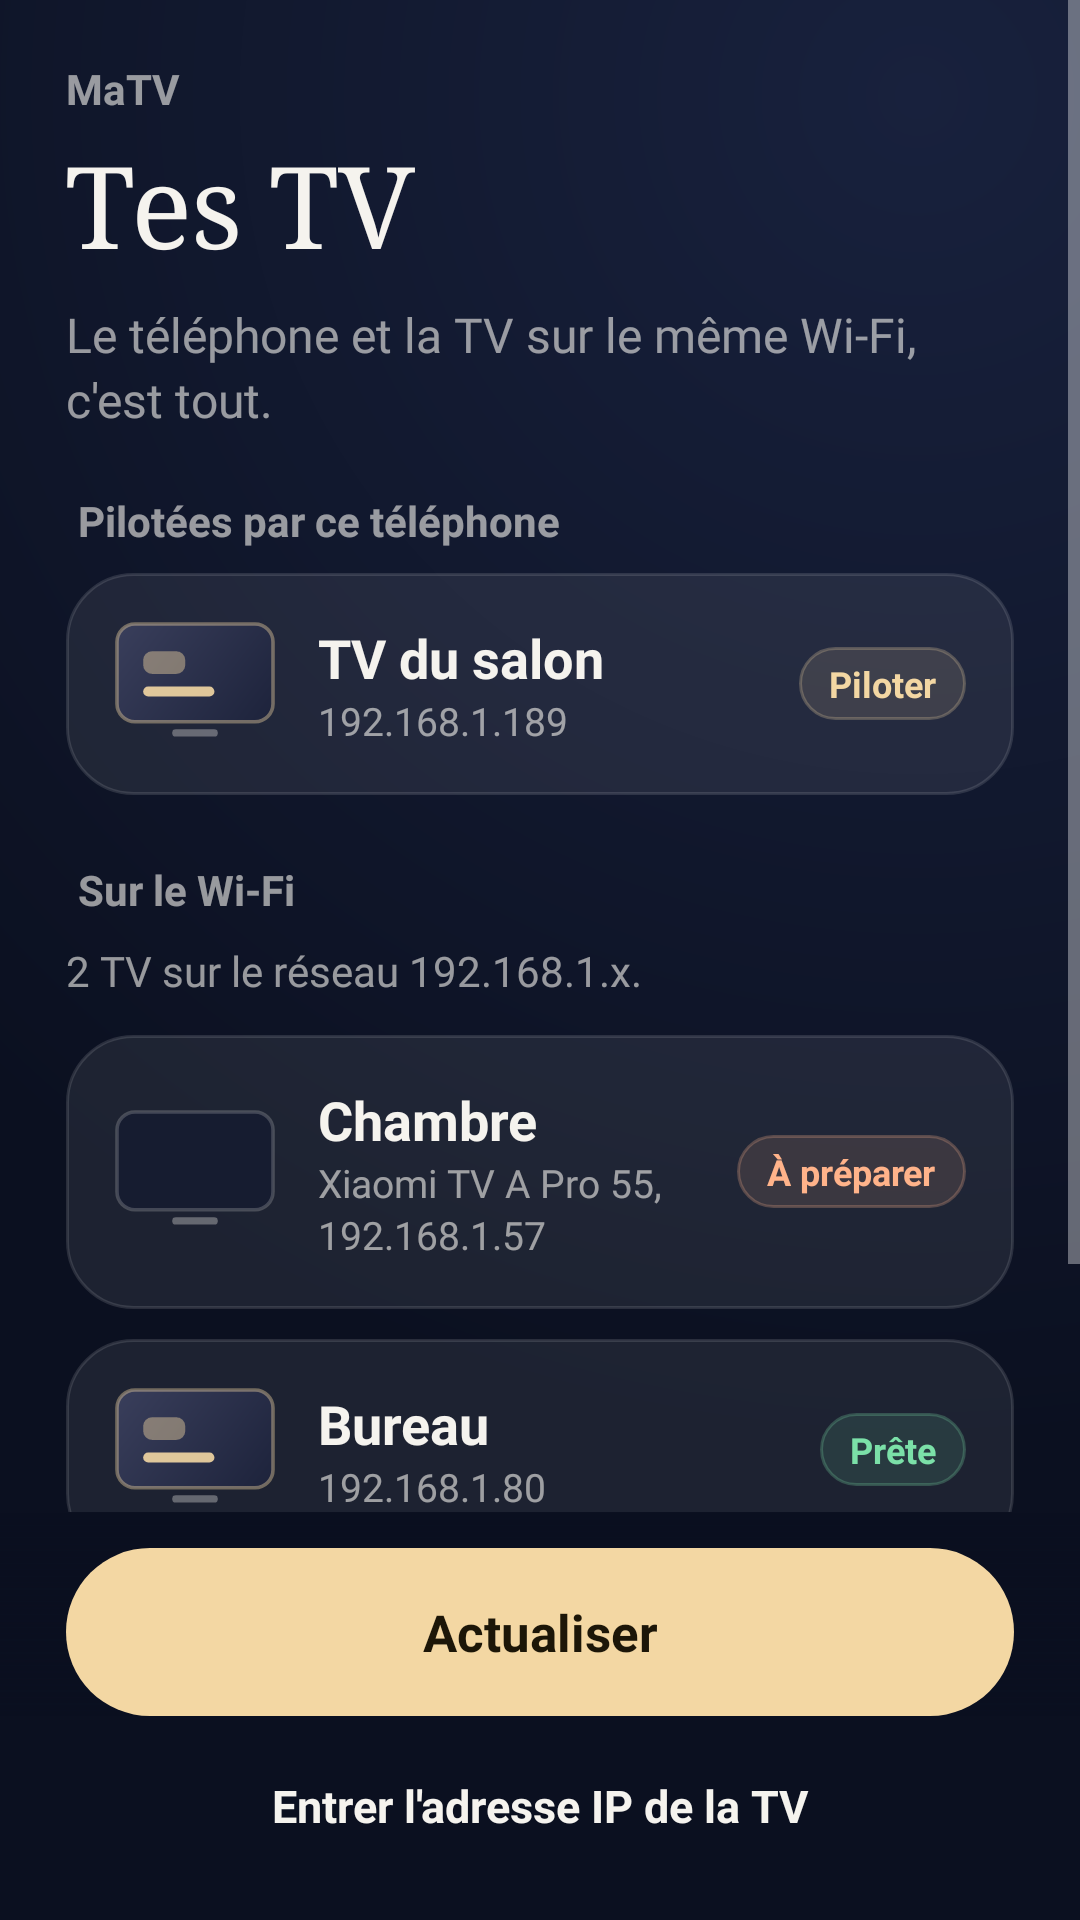 MaTV
Tes TV
Le téléphone et la TV sur le même Wi-Fi,
c'est tout.
Pilotées par ce téléphone
TV du salon
192.168.1.189
Piloter
Sur le Wi-Fi
2 TV sur le réseau 192.168.1.x.
Chambre
Xiaomi TV A Pro 55,
192.168.1.57
À préparer
Bureau
192.168.1.80
Prête
Actualiser
Entrer l'adresse IP de la TV